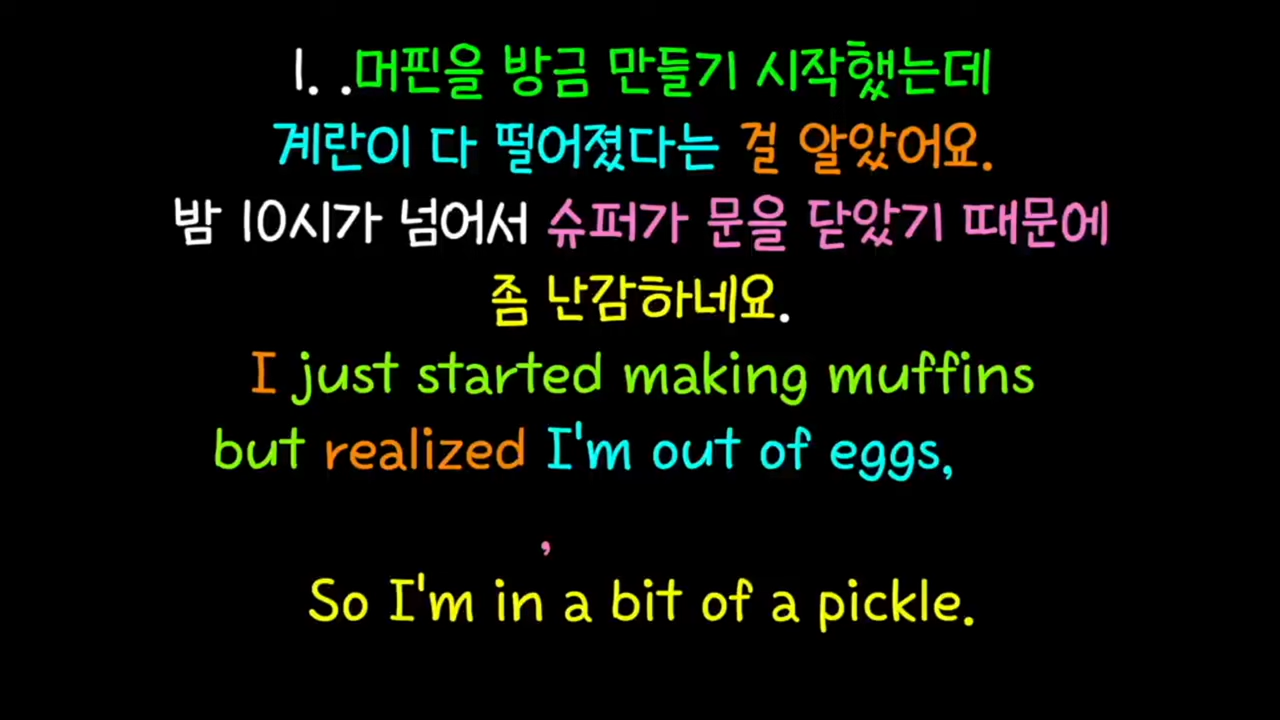 1. .머핀을 방금 만들기 시작했는데
계란이 다 떨어졌다는 걸 알았어요.
밤 10시가 넘어서 슈퍼가 문을 닫았기 때문에
좀 난감하네요.
I just started making muffins
but realized I'm out of eggs,
,
So I'm in a bit of a pickle.